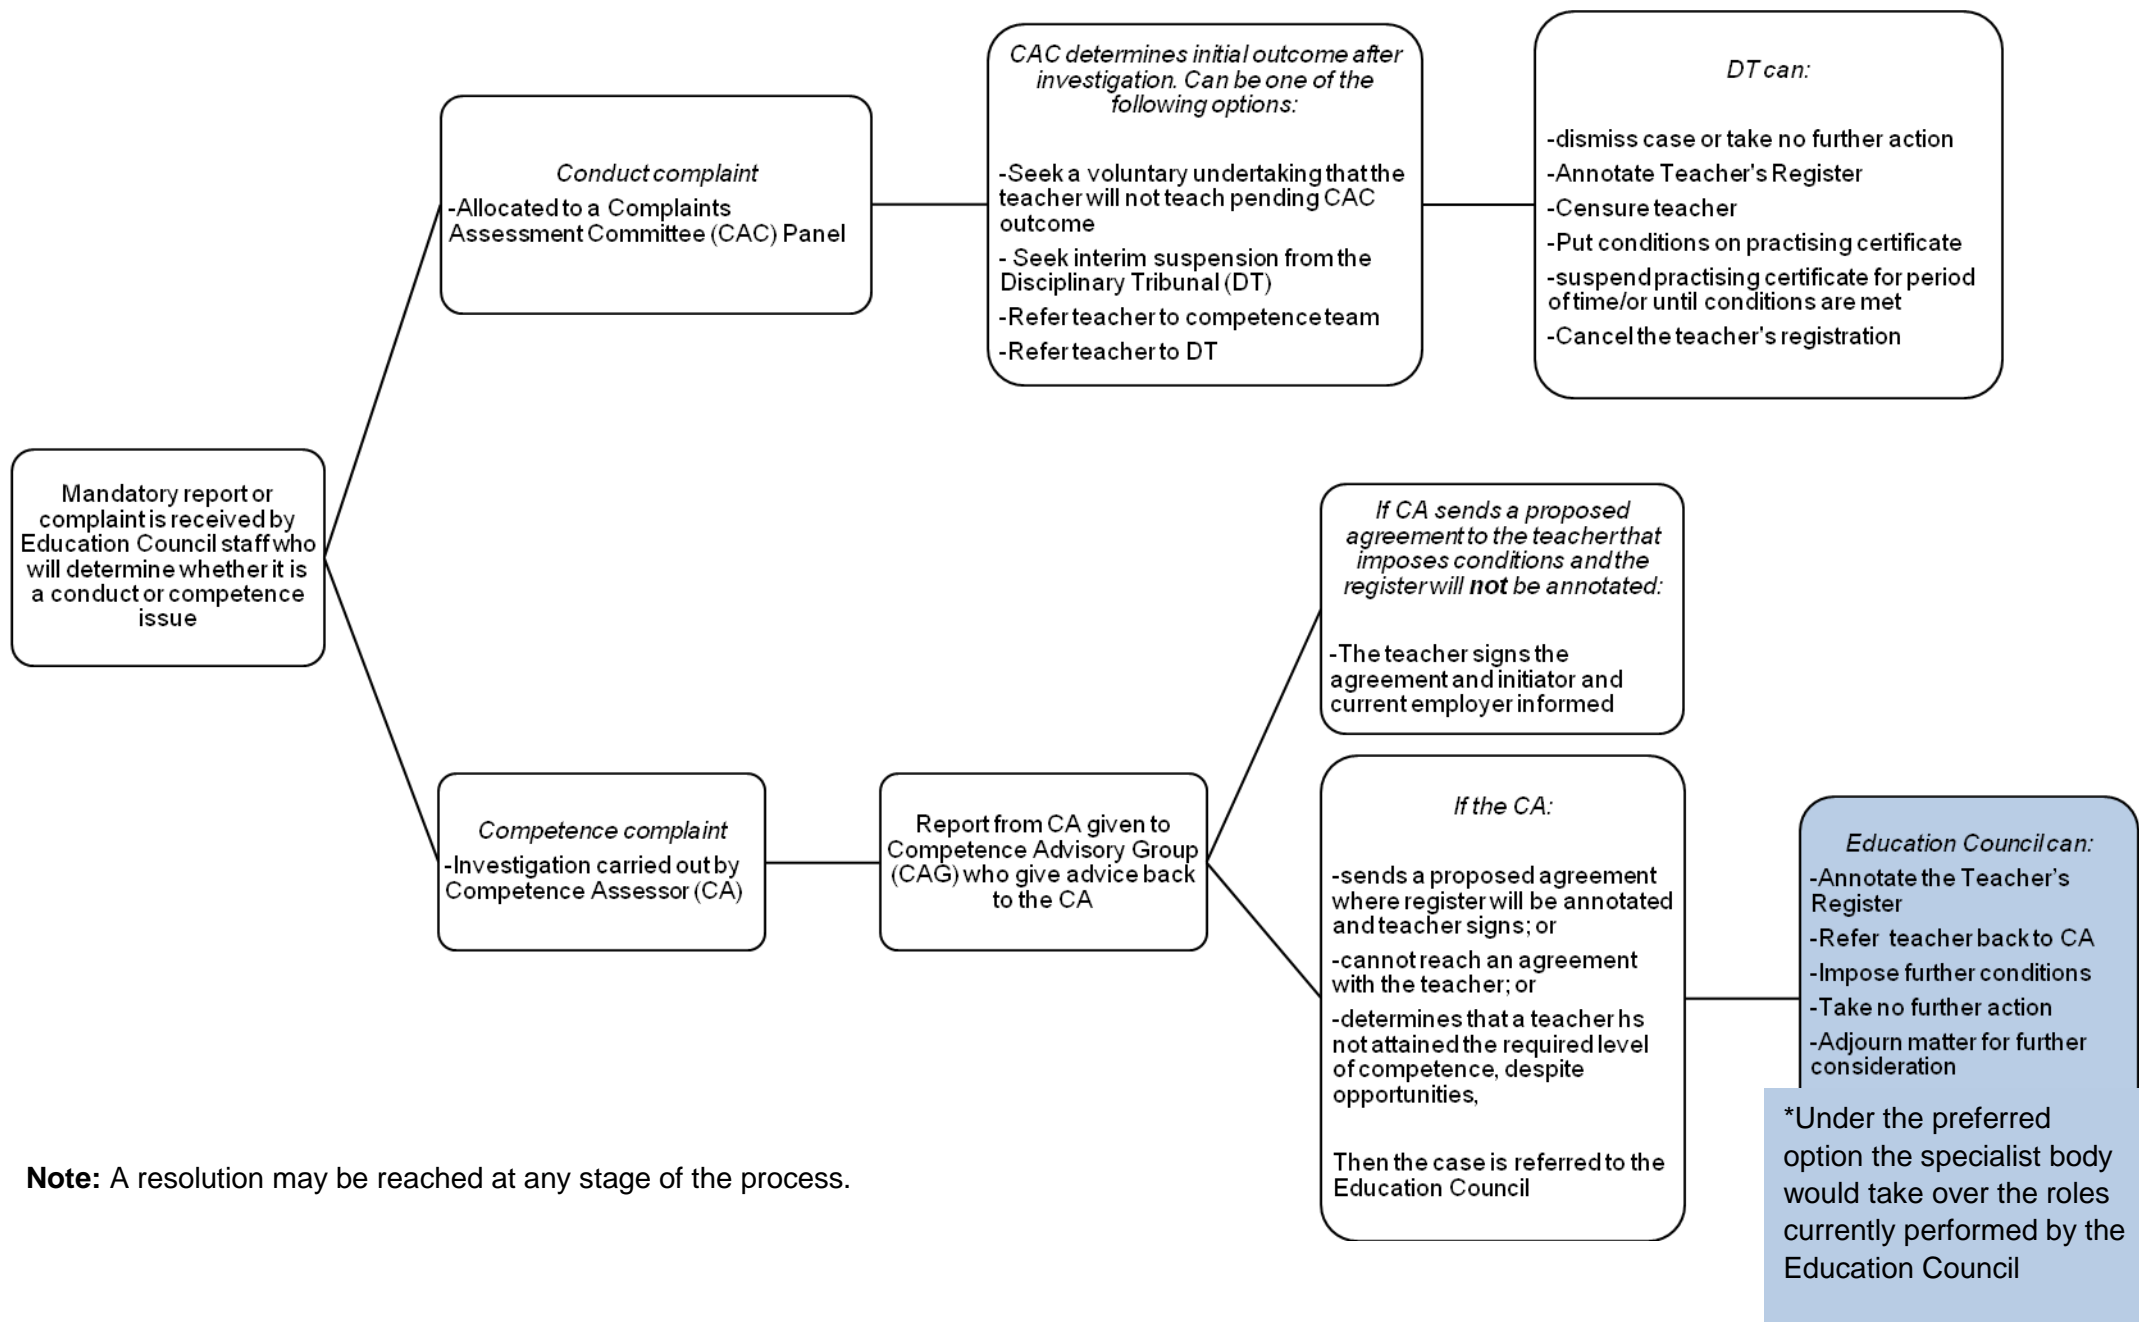 Mandatory report or
complaint is received by
Education Council staff who
will determine whether it is
a conduct or competence
issue
Conduct complaint
-Allocated to a Complaints
Assessment Committee (CAC) Panel
CAC determines initial outcome after
investigation. Can be one of the
following options:
-Seek a voluntary undertaking that the
teacher will not teach pending CAC
outcome
- Seek interim suspension from the
Disciplinary Tribunal (DT)
-Refer teacher to competence team
-Refer teacher to DT
DT can:
-dismiss case or take no further action
-Annotate Teacher's Register
-Censure teacher
-Put conditions on practising certificate
-suspend practising certificate for period
of time/or until conditions are met
-Cancel the teacher's registration
Competence complaint
-Investigation carried out by
Competence Assessor (CA)
Report from CA given to
Competence Advisory Group
(CAG) who give advice back
to the CA
If CA sends a proposed
agreement to the teacher that
imposes conditions and the
register will not be annotated:
-The teacher signs the
agreement and initiator and
current employer informed
If the CA:
-sends a proposed agreement
where register will be annotated
and teacher signs; or
-cannot reach an agreement
with the teacher; or
-determines that a teacher hs
not attained the required level
of competence, despite
opportunities,
Then the case is referred to the
Education Council
Education Council can:
-Annotate the Teacher’s
Register
-Refer teacher back to CA
-Impose further conditions
-Take no further action
-Adjourn matter for further
consideration
*Under the preferred
option the specialist body
would take over the roles
currently performed by the
Education Council
Note: A resolution may be reached at any stage of the process.